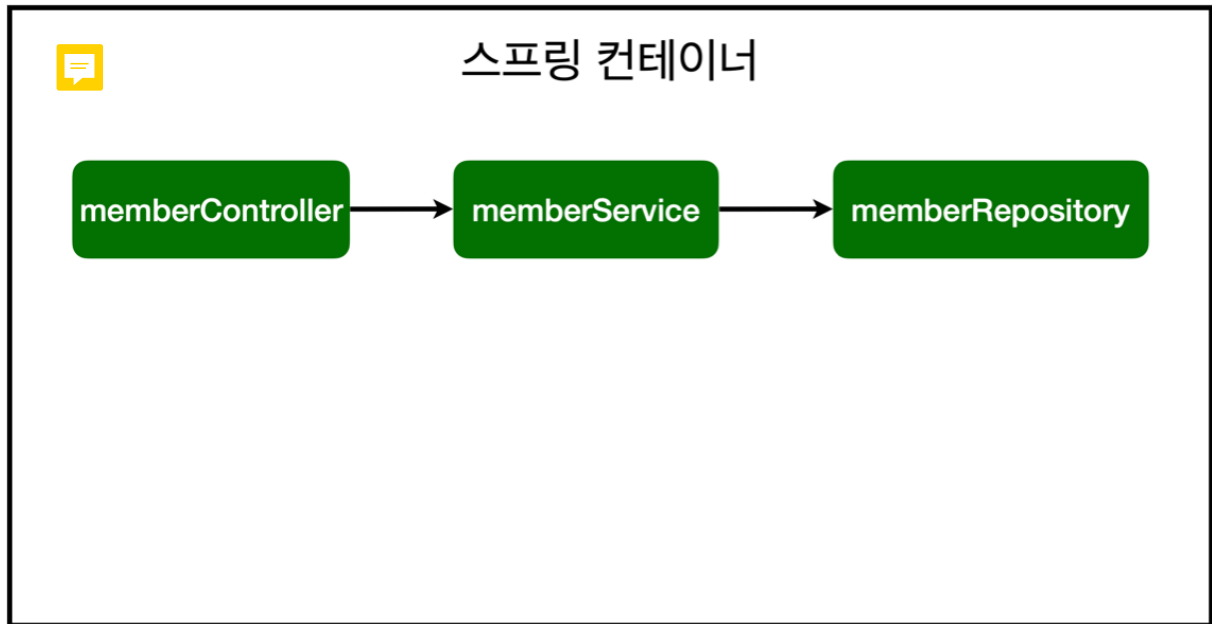 스프링 컨테이너
memberController
memberService
memberRepository